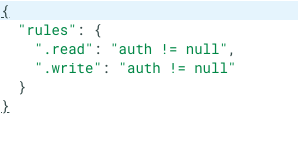 {
  "rules": {
    ".read": "auth != null",
    ".write": "auth != null"
  }
}